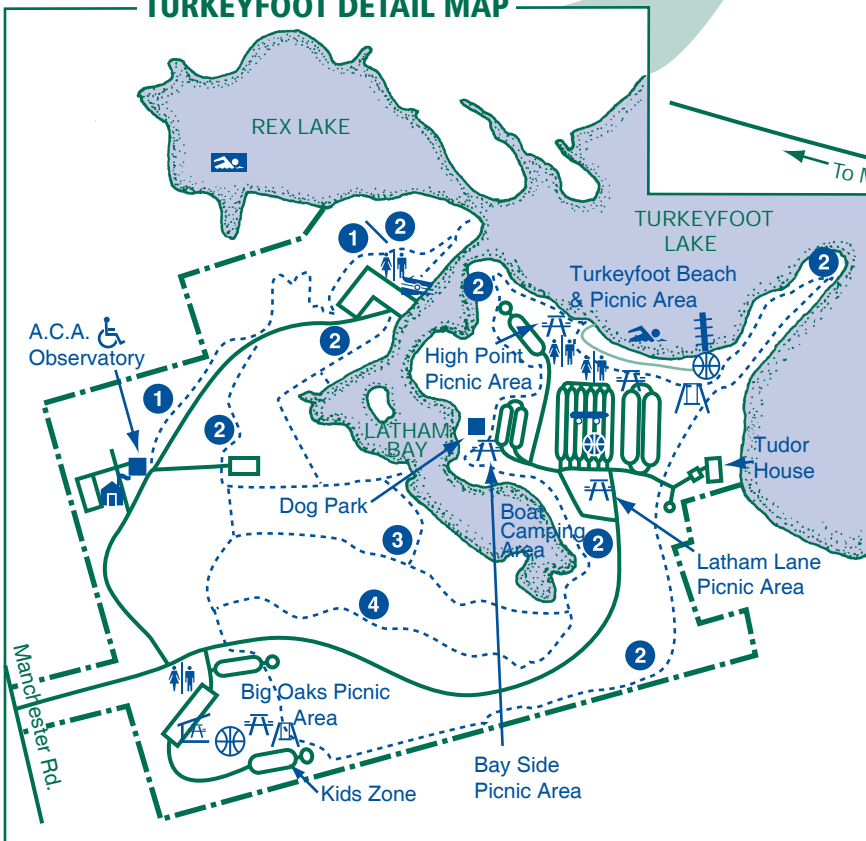 TURKEYFOOT DETAIL MAP
REX LAKE
To
TURKEYFOOT
LAKE
1
2
2
2
Turkeyfoot Beach
& Picnic Area
A.C.A.
Observatory
2
High Point
Picnic Area
1
2
LATHAM
BAY
Tudor
House
Dog Park
Boat
Camping
Area
3
2
Latham Lane
Picnic Area
4
2
Manchester Rd.
Big Oaks Picnic
Area
Bay Side
Picnic Area
Kids Zone